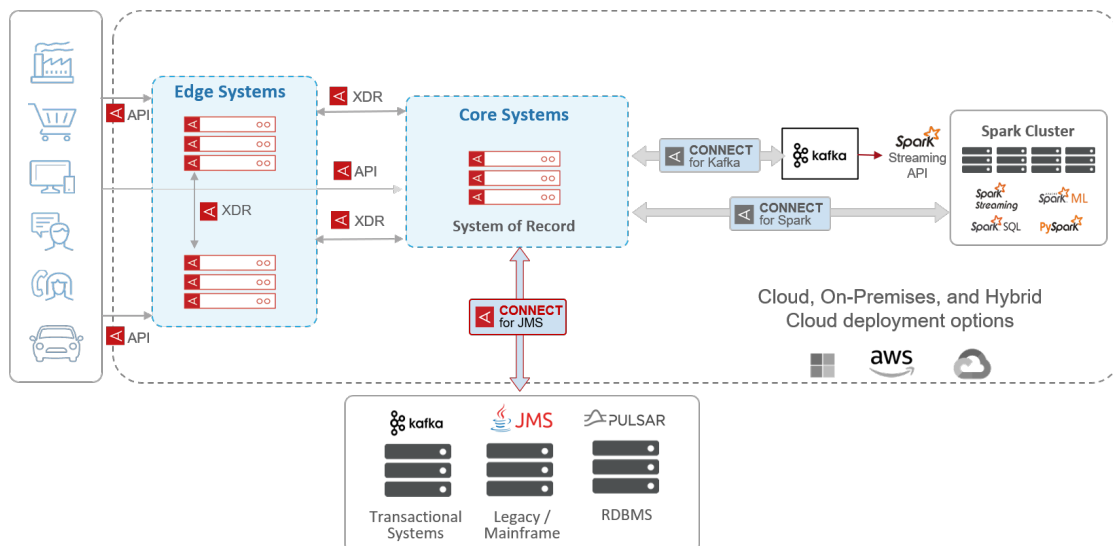 API
Edge Systems
XDR
API
XDR
XDR
API
Core Systems
System of Record
CONNECT
for Kafka
kafka
Spark
Streaming
API
CONNECT
for Spark
Spark Cluster
Spark
Streaming
Spark ML
Spark SQL
PySpark
CONNECT
for JMS
Cloud, On-Premises, and Hybrid
Cloud deployment options
aws
kafka
JMS
PULSAR
Transactional
Systems
Legacy /
Mainframe
RDBMS